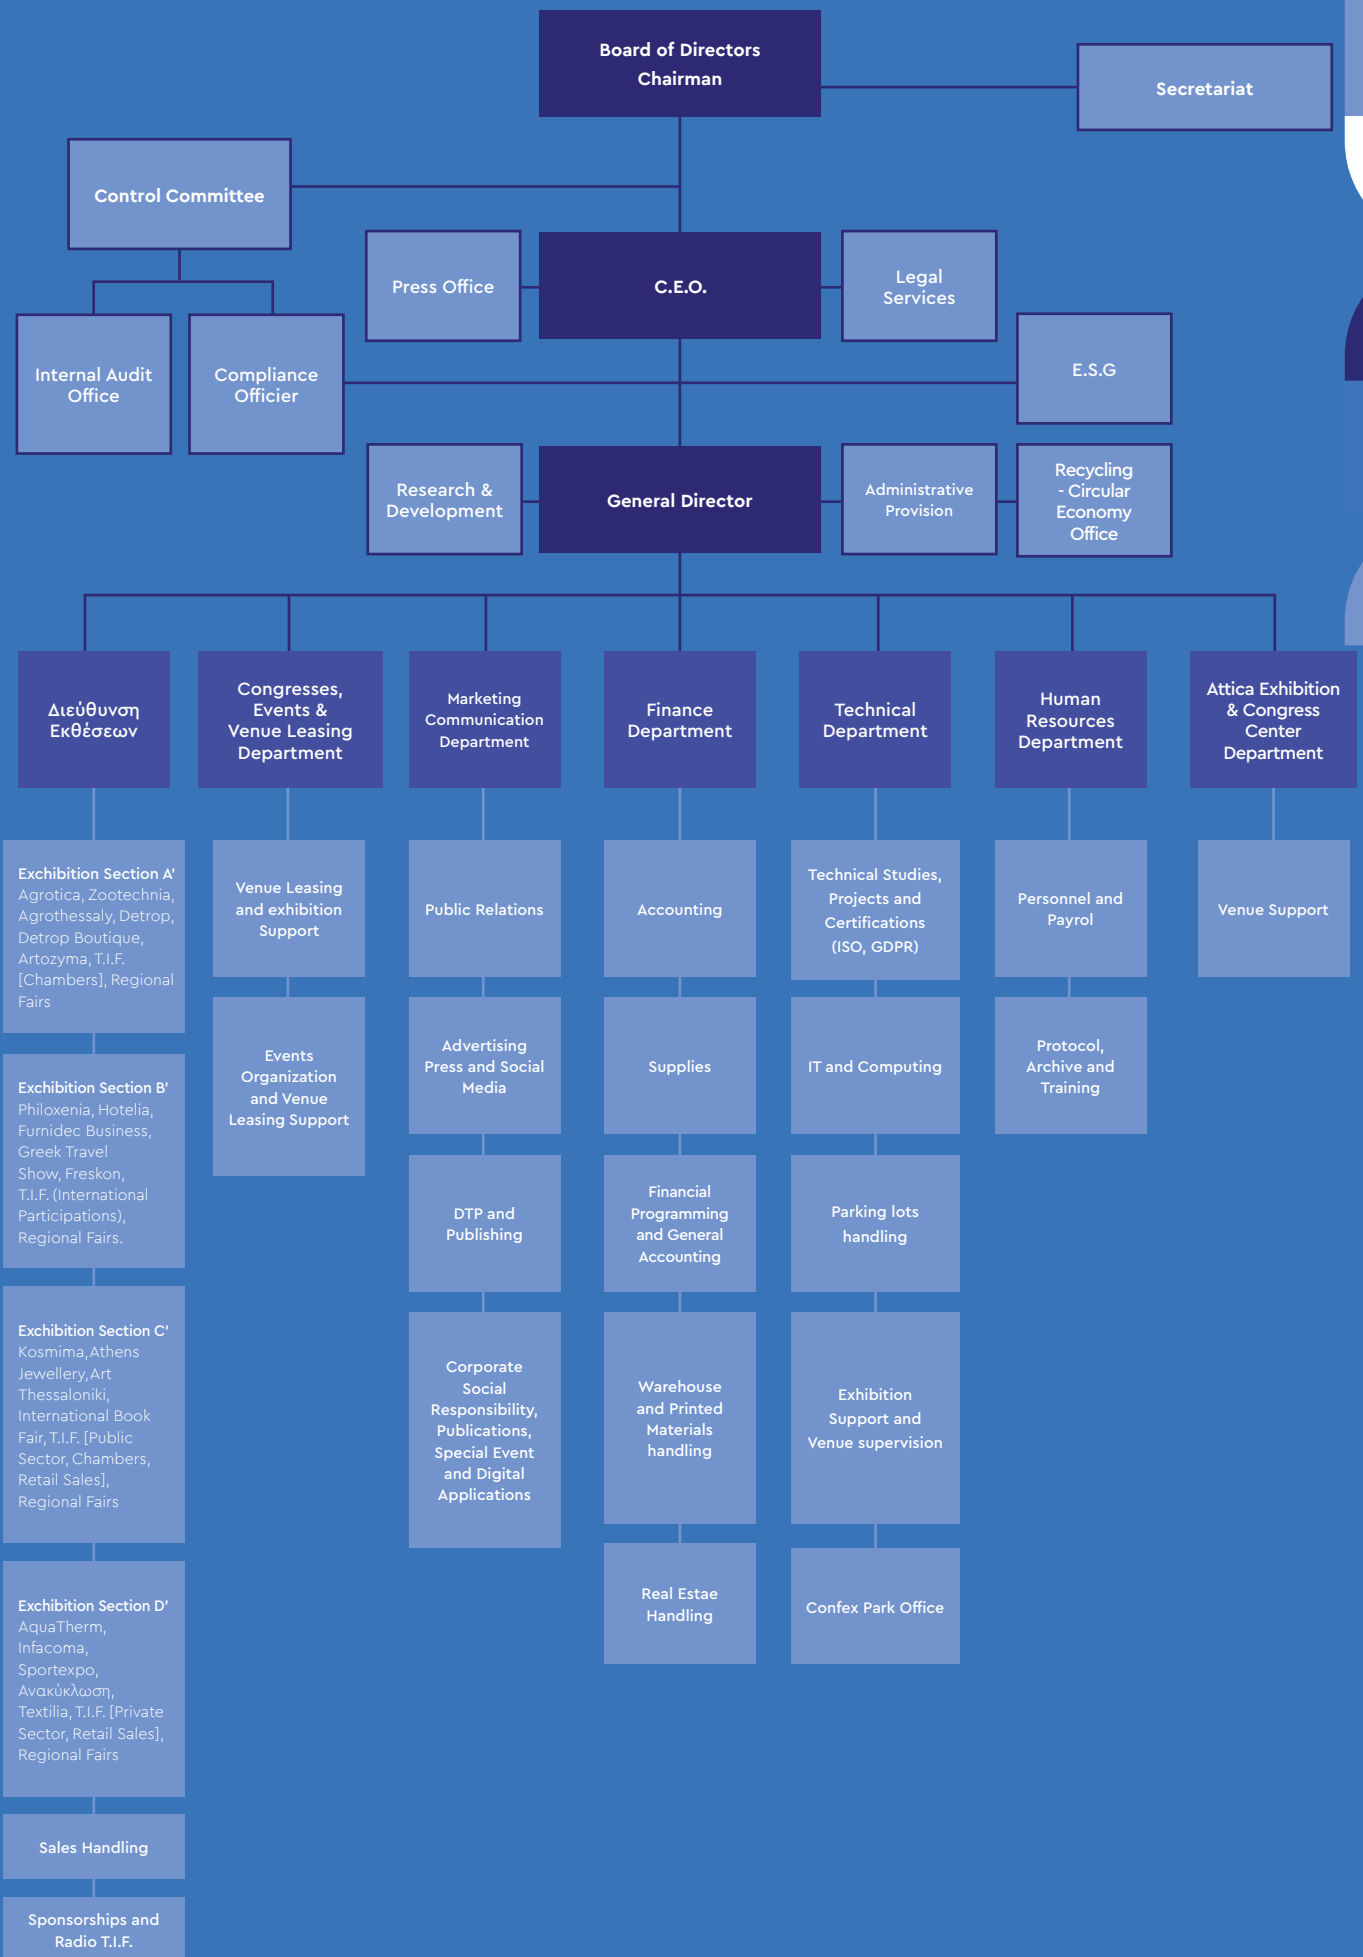 Board of Directors
Chairman
Secretariat
Control Committee
Press Office
C.E.O.
Legal
Services
Internal Audit
Office
Compliance
Officier
E.S.G
Research &
Development
General Director
Administrative
Provision
Recycling
- Circular
Economy
Office
Διεύθυνση
Εκθέσεων
Congresses,
Events &
Venue Leasing
Department
Marketing
Communication
Department
Finance
Department
Technical
Department
Human
Resources
Department
Attica Exhibition
& Congress
Center
Department
Exchibition Section A'
Agrotica, Zootechnia,
Agrothessaly, Detrop,
Detrop Boutique,
Artozyma, T.I.F.
[Chambers], Regional
Fairs
Exchibition Section B'
Philoxenia, Hotelia,
Furnidec Business,
Greek Travel
Show, Freskon,
T.I.F. (International
Participations),
Regional Fairs.
Exchibition Section C'
Kosmima,Athens
Jewellery,Art
Thessaloniki,
International Book
Fair, T.I.F. [Public
Sector, Chambers,
Retail Sales],
Regional Fairs
Exchibition Section D'
AquaTherm,
Infacoma,
Sportexpo,
Ανακύκλωση,
Textilia, T.I.F. [Private
Sector, Retail Sales],
Regional Fairs
Sales Handling
Sponsorships and
Radio T.I.F.
Venue Leasing
and exhibition
Support
Events
Organization
and Venue
Leasing Support
Public Relations
Advertising
Press and Social
Media
DTP and
Publishing
Corporate
Social
Responsibility,
Publications,
Special Event
and Digital
Applications
Accounting
Supplies
Financial
Programming
and General
Accounting
Warehouse
and Printed
Materials
handling
Real Estae
Handling
Technical Studies,
Projects and
Certifications
(ISO, GDPR)
IT and Computing
Parking lots
handling
Exhibition
Support and
Venue supervision
Confex Park Office
Personnel and
Payrol
Protocol,
Archive and
Training
Venue Support